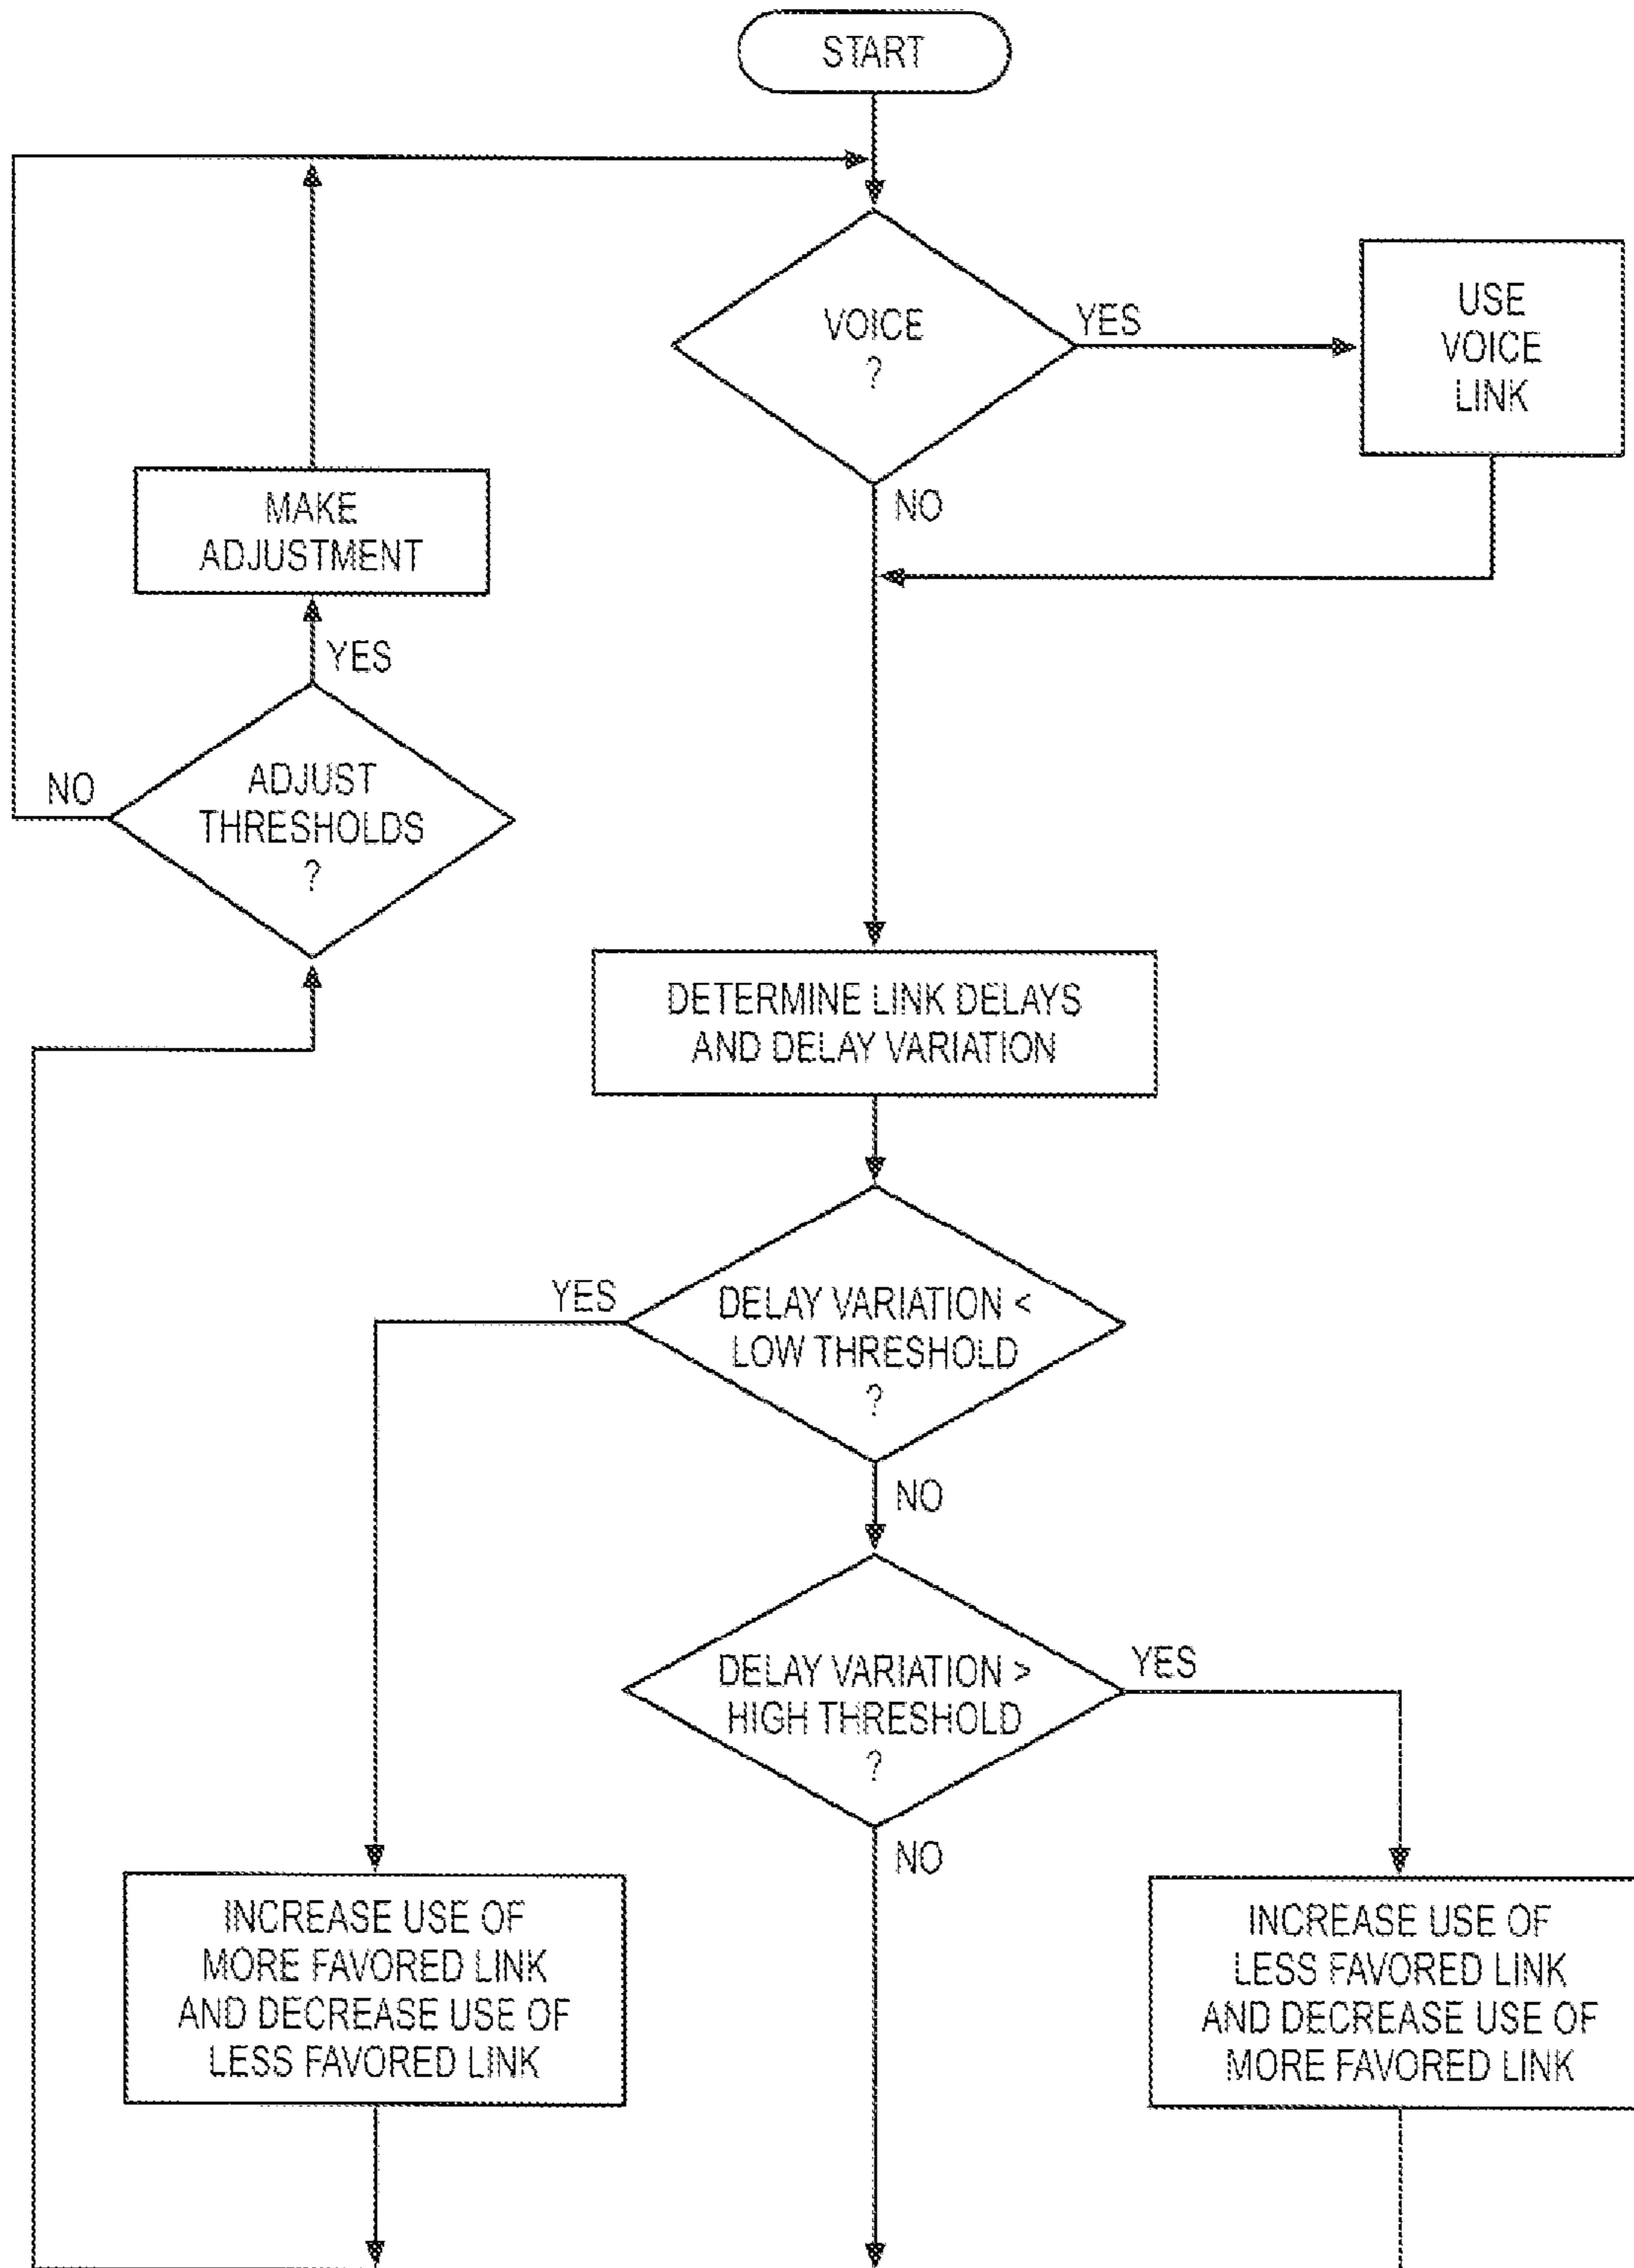 START
VOICE
?
YES
USE
VOICE
LINK
NO
MAKE
ADJUSTMENT
YES
ADJUST
THRESHOLDS
?
NO
DETERMINE LINK DELAYS
AND DELAY VARIATION
DELAY VARIATION <
LOW THRESHOLD
?
YES
NO
DELAY VARIATION >
HIGH THRESHOLD
?
YES
NO
INCREASE USE OF
MORE FAVORED LINK
AND DECREASE USE OF
LESS FAVORED LINK
INCREASE USE OF
LESS FAVORED LINK
AND DECREASE USE OF
MORE FAVORED LINK